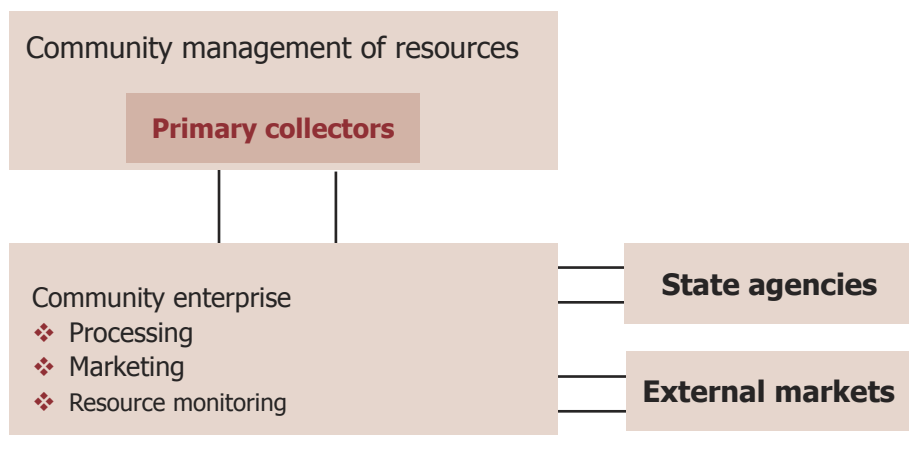 Community management of resources
Primary collectors
Community enterprise
❖ Processing
❖ Marketing
❖ Resource monitoring
State agencies
External markets